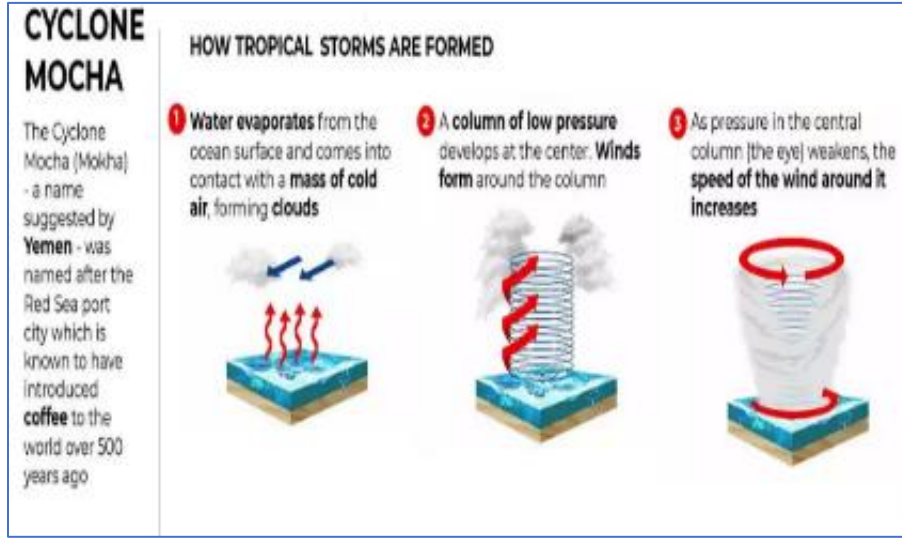 CYCLONE
MOCHA
The Cyclone
Mocha (Mokha)
- a name
suggested by
Yemen - was
named after the
Red Sea port
city which is
known to have
introduced
coffee to the
world over 500
years ago
HOW TROPICAL STORMS ARE FORMED
1 Water evaporates from the
ocean surface and comes into
contact with a mass of cold
air, forming clouds
2 A column of low pressure
develops at the center. Winds
form around the column
3 As pressure in the central
column (the eye) weakens, the
speed of the wind around it
increases